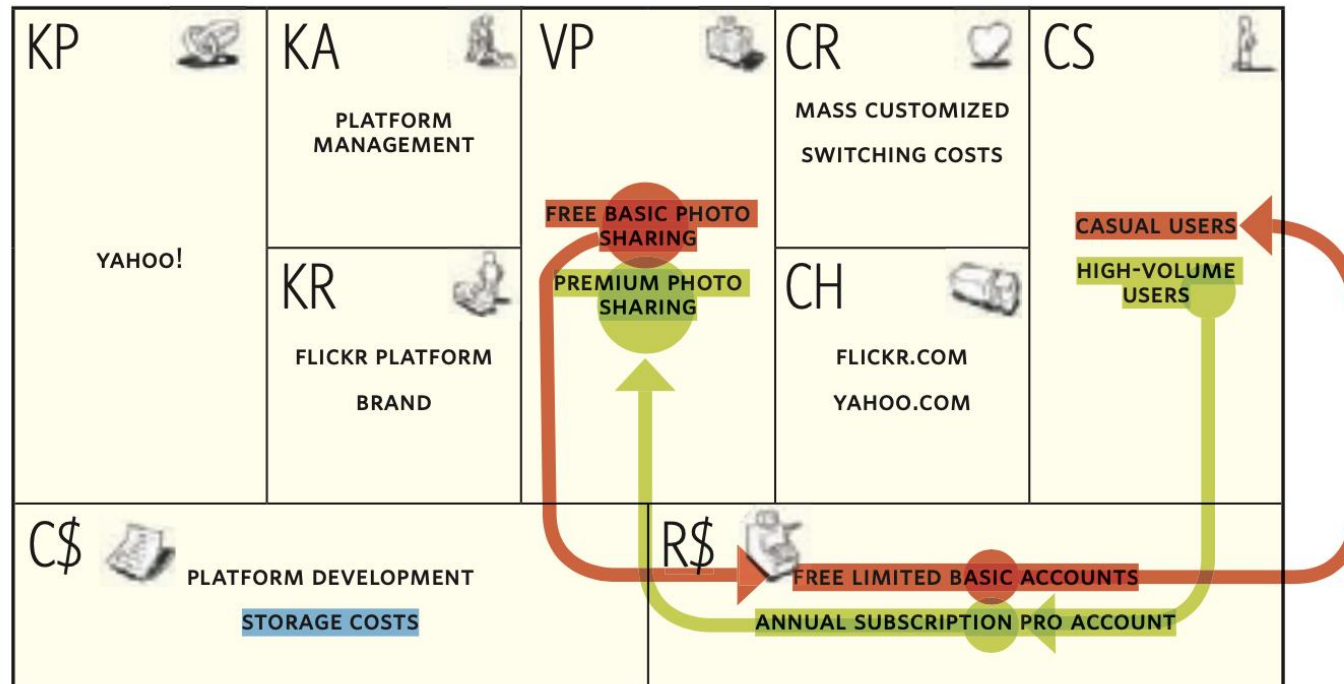 KP
YAHOO!
KA
PLATFORM
MANAGEMENT
KR
FLICKR PLATFORM
BRAND
VP
FREE BASIC PHOTO
SHARING
PREMIUM PHOTO
SHARING
CR
MASS CUSTOMIZED
SWITCHING COSTS
CH
FLICKR.COM
YAHOO.COM
CS
CASUAL USERS
HIGH-VOLUME
USERS
C$
PLATFORM DEVELOPMENT
STORAGE COSTS
R$
FREE LIMITED BASIC ACCOUNTS
ANNUAL SUBSCRIPTION PRO ACCOUNT